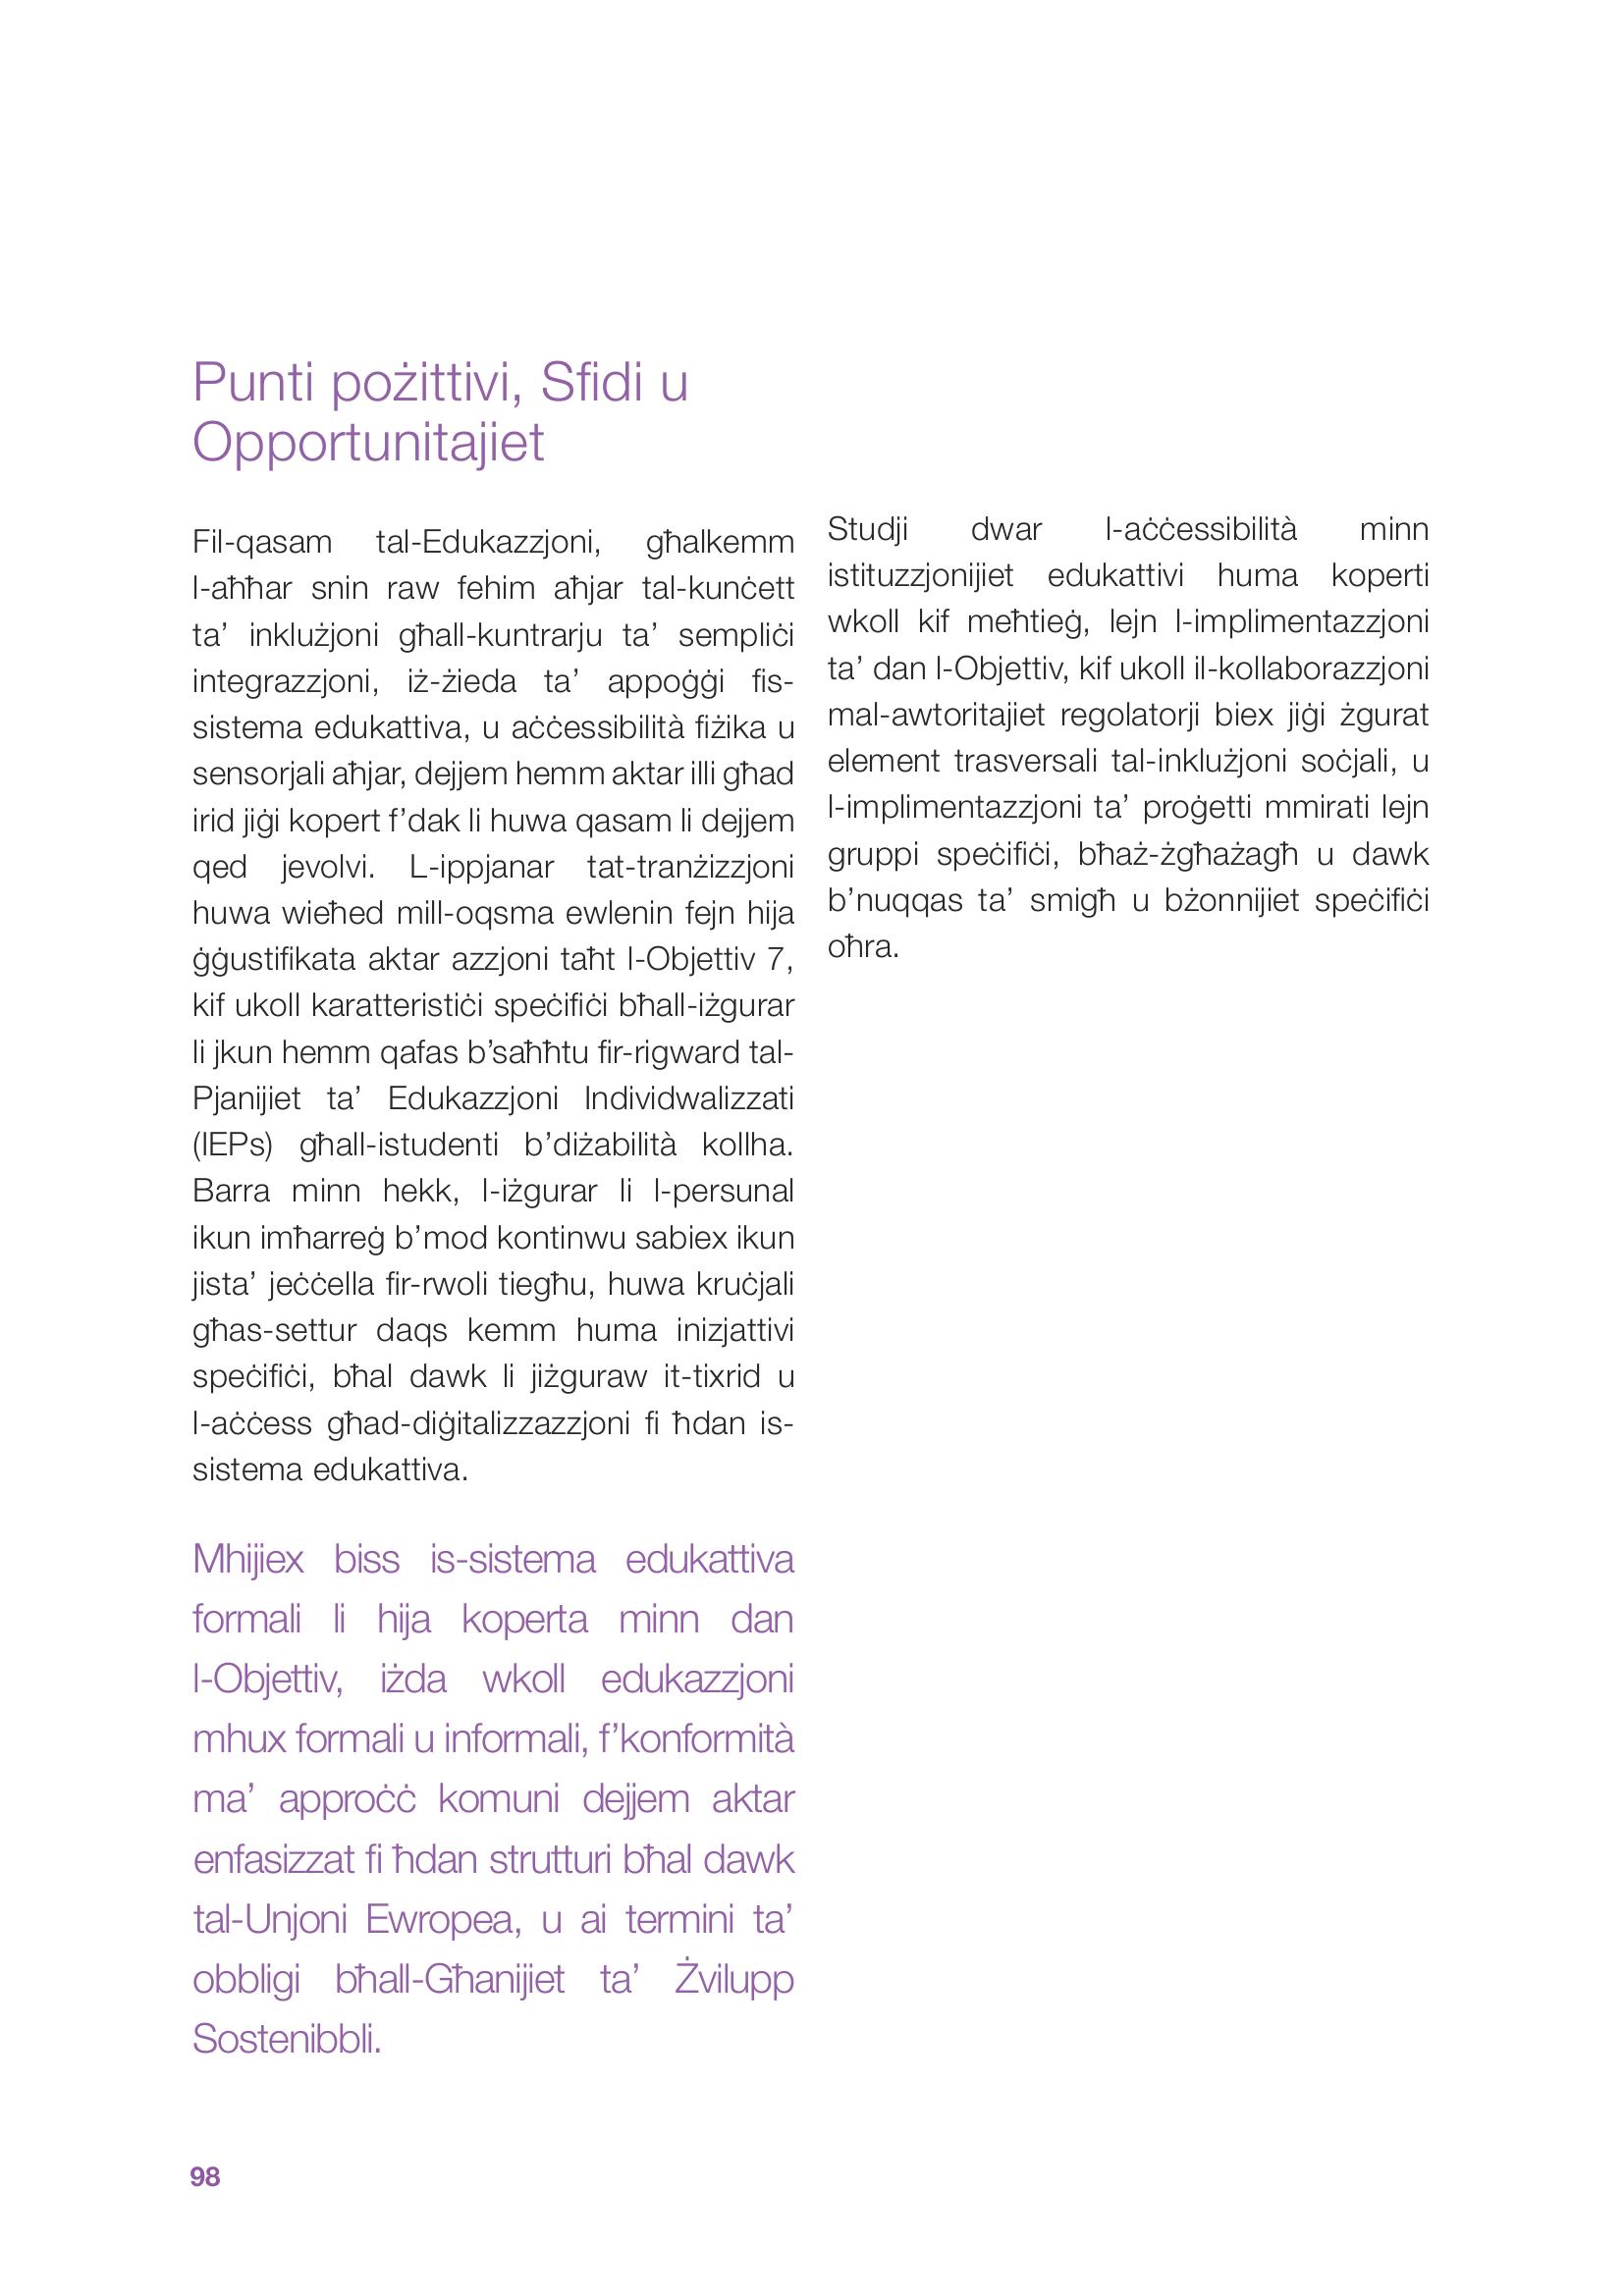 Punti pożittivi, Sfidi u
Opportunitajiet
Fil-qasam tal-Edukazzjoni, għalkemm
l-aħħar snin raw fehim aħjar tal-kunċett
ta’ inklużjoni għall-kuntrarju ta’ sempliċi
integrazzjoni, iż-żieda ta’ appoġġi fis-
sistema edukattiva, u aċċessibilità fiżika u
sensorjali aħjar, dejjem hemm aktar illi għad
irid jiġi kopert f’dak li huwa qasam li dejjem
qed jevolvi. L-ippjanar tat-tranżizzjoni
huwa wieħed mill-oqsma ewlenin fejn hija
ġġustifikata aktar azzjoni taħt l-Objettiv 7,
kif ukoll karatteristiċi speċifiċi bħall-iżgurar
li jkun hemm qafas b’saħħtu fir-rigward tal-
Pjanijiet ta’ Edukazzjoni Individwalizzati
(IEPs) għall-istudenti b’diżabilità kollha.
Barra minn hekk, l-iżgurar li l-persunal
ikun imħarreġ b’mod kontinwu sabiex ikun
jista’ jeċċella fir-rwoli tiegħu, huwa kruċjali
għas-settur daqs kemm huma inizjattivi
speċifiċi, bħal dawk li jiżguraw it-tixrid u
l-aċċess għad-diġitalizzazzjoni fi ħdan is-
sistema edukattiva.
Mhijiex biss is-sistema edukattiva
formali li hija koperta minn dan
l-Objettiv, iżda wkoll edukazzjoni
mhux formali u informali, f’konformità
ma’ approċċ komuni dejjem aktar
enfasizzat fi ħdan strutturi bħal dawk
tal-Unjoni Ewropea, u ai termini ta’
obbligi bħall-Għanijiet ta’ Żvilupp
Sostenibbli.
Studji dwar l-aċċessibilità minn
istituzzjonijiet edukattivi huma koperti
wkoll kif meħtieġ, lejn l-implimentazzjoni
ta’ dan l-Objettiv, kif ukoll il-kollaborazzjoni
mal-awtoritajiet regolatorji biex jiġi żgurat
element trasversali tal-inklużjoni soċjali, u
l-implimentazzjoni ta’ proġetti mmirati lejn
gruppi speċifiċi, bħaż-żgħażagħ u dawk
b’nuqqas ta’ smigħ u bżonnijiet speċifiċi
oħra.
98